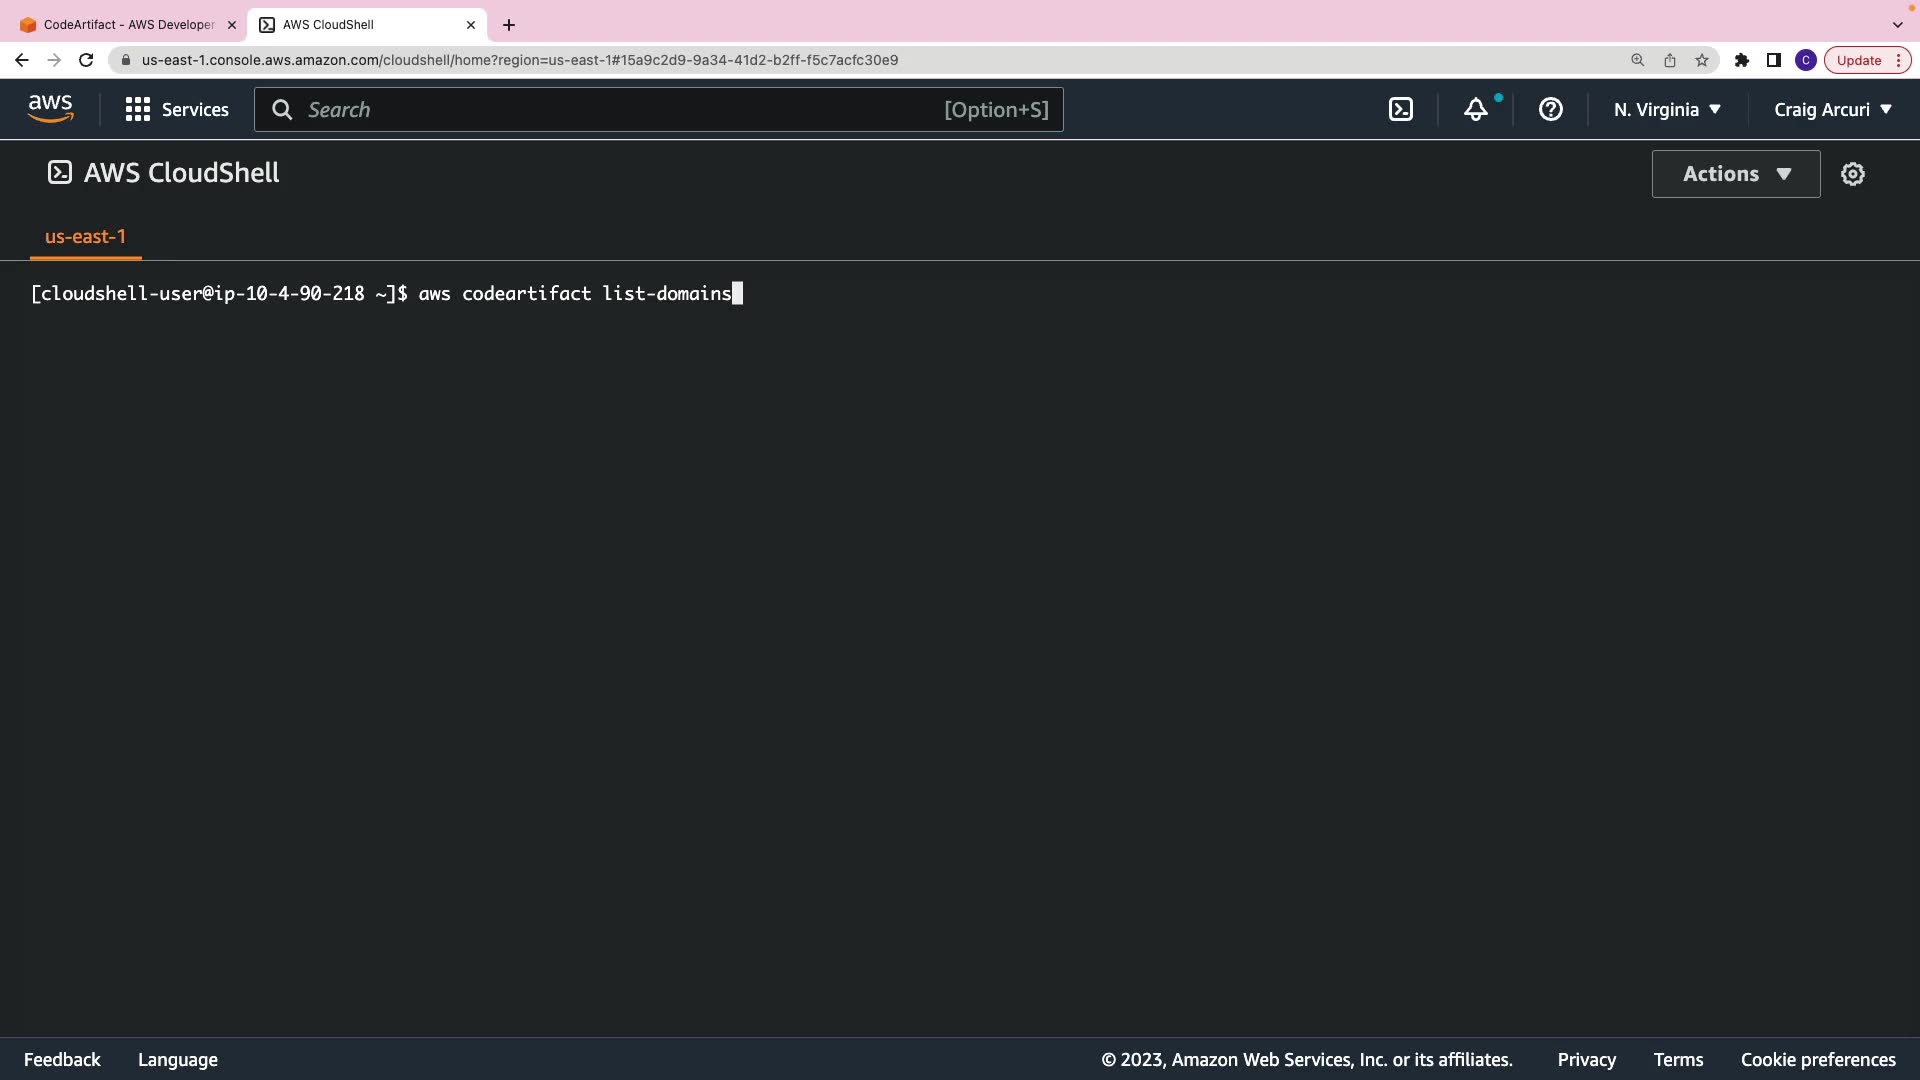 CodeArtifact - AWS Developer
AWS CloudShell
us-east-1.console.aws.amazon.com/cloudshell/home?region=us-east-1#15a9c2d9-9a34-41d2-b2ff-f5c7acfc30e9
C
Update
aws
Services
Search
[Option+S]
N. Virginia
Craig Arcuri
AWS CloudShell
Actions
us-east-1
[cloudshell-user@ip-10-4-90-218 ~]$ aws codeartifact list-domains
Feedback
Language
© 2023, Amazon Web Services, Inc. or its affiliates.
Privacy
Terms
Cookie preferences